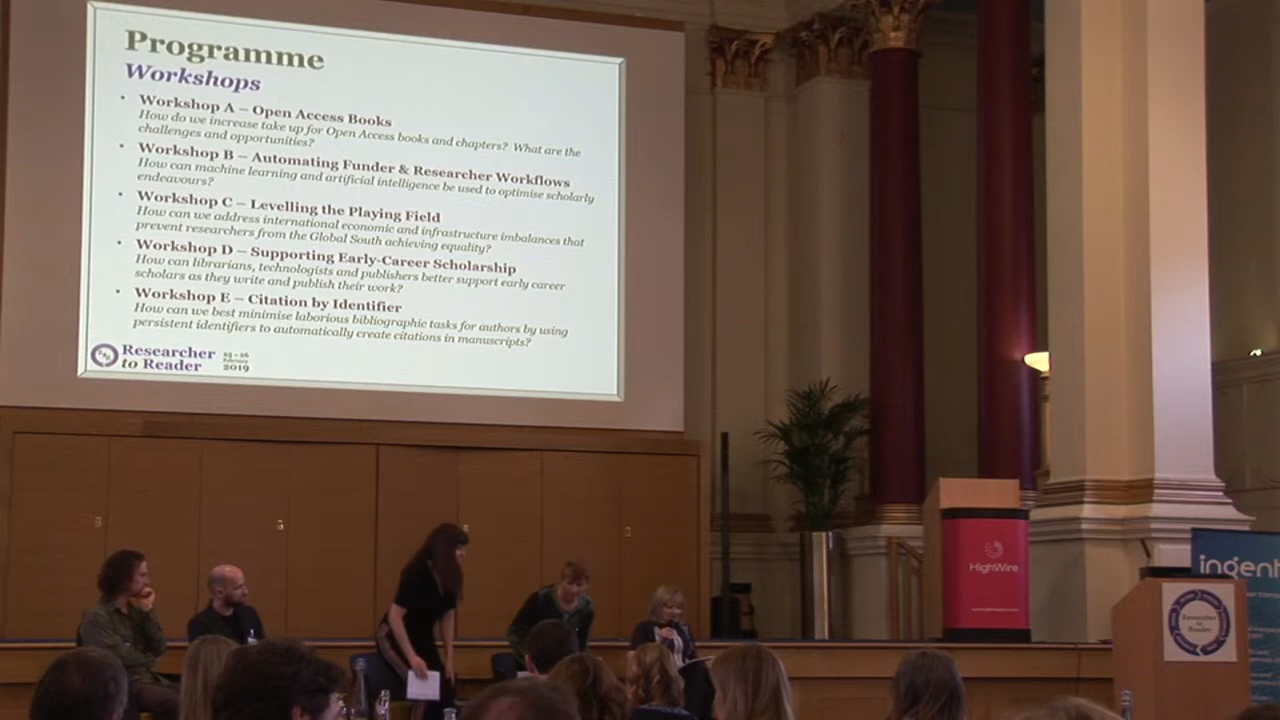 Programme
Workshops
• Workshop A – Open Access Books
How do we increase take up for Open Access books and chapters? What are the
challenges and opportunities?
• Workshop B – Automating Funder & Researcher Workflows
How can machine learning and artificial intelligence be used to optimise scholarly
endeavours?
• Workshop C – Levelling the Playing Field
How can we address international economic and infrastructure imbalances that
prevent researchers from the Global South achieving equality?
• Workshop D – Supporting Early-Career Scholarship
How can librarians, technologists and publishers better support early career
scholars as they write and publish their work?
• Workshop E – Citation by Identifier
How can we best minimise laborious bibliographic tasks for authors by using
persistent identifiers to automatically create citations in manuscripts?
Researcher
to Reader
25 – 26
February
2019
HighWire
ingent
Researcher
to
Reader